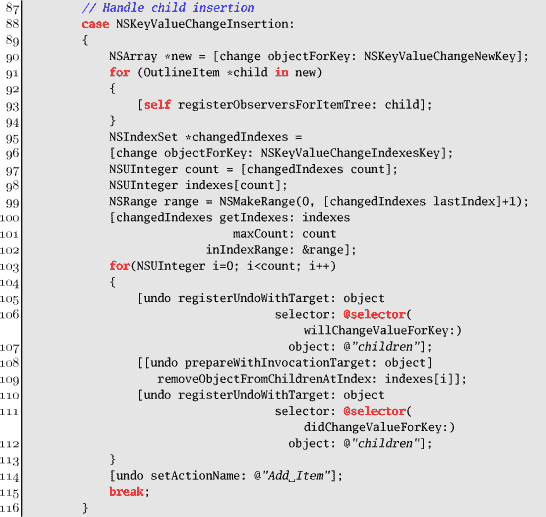 87 // Handle child insertion
88 case NSKeyValueChangeInsertion:
89 {
90 NSArray *new = [change objectForKey: NSKeyValueChangeNewKey];
91 for (OutlineItem *child in new)
92 {
93 [self registerObserversForItemTree: child];
94 }
95 NSIndexSet *changedIndexes =
96 [change objectForKey: NSKeyValueChangeIndexesKey];
97 NSUInteger count = [changedIndexes count];
98 NSUInteger indexes[count];
99 NSRange range = NSMakeRange(0, [changedIndexes lastIndex]+1);
100 [changedIndexes getIndexes: indexes
101 maxCount: count
102 inIndexRange: &range];
103 for(NSUInteger i=0; i<count; i++)
104 {
105 [undo registerUndoWithTarget: object
106 selector: @selector(
willChangeValueForKey:)
107 object: @"children"];
108 [[undo prepareWithInvocationTarget: object]
109 removeObjectFromChildrenAtIndex: indexes[i]];
110 [undo registerUndoWithTarget: object
111 selector: @selector(
didChangeValueForKey:)
112 object: @"children"];
113 }
114 [undo setActionName: @"Add␣Item"];
115 break;
116 }